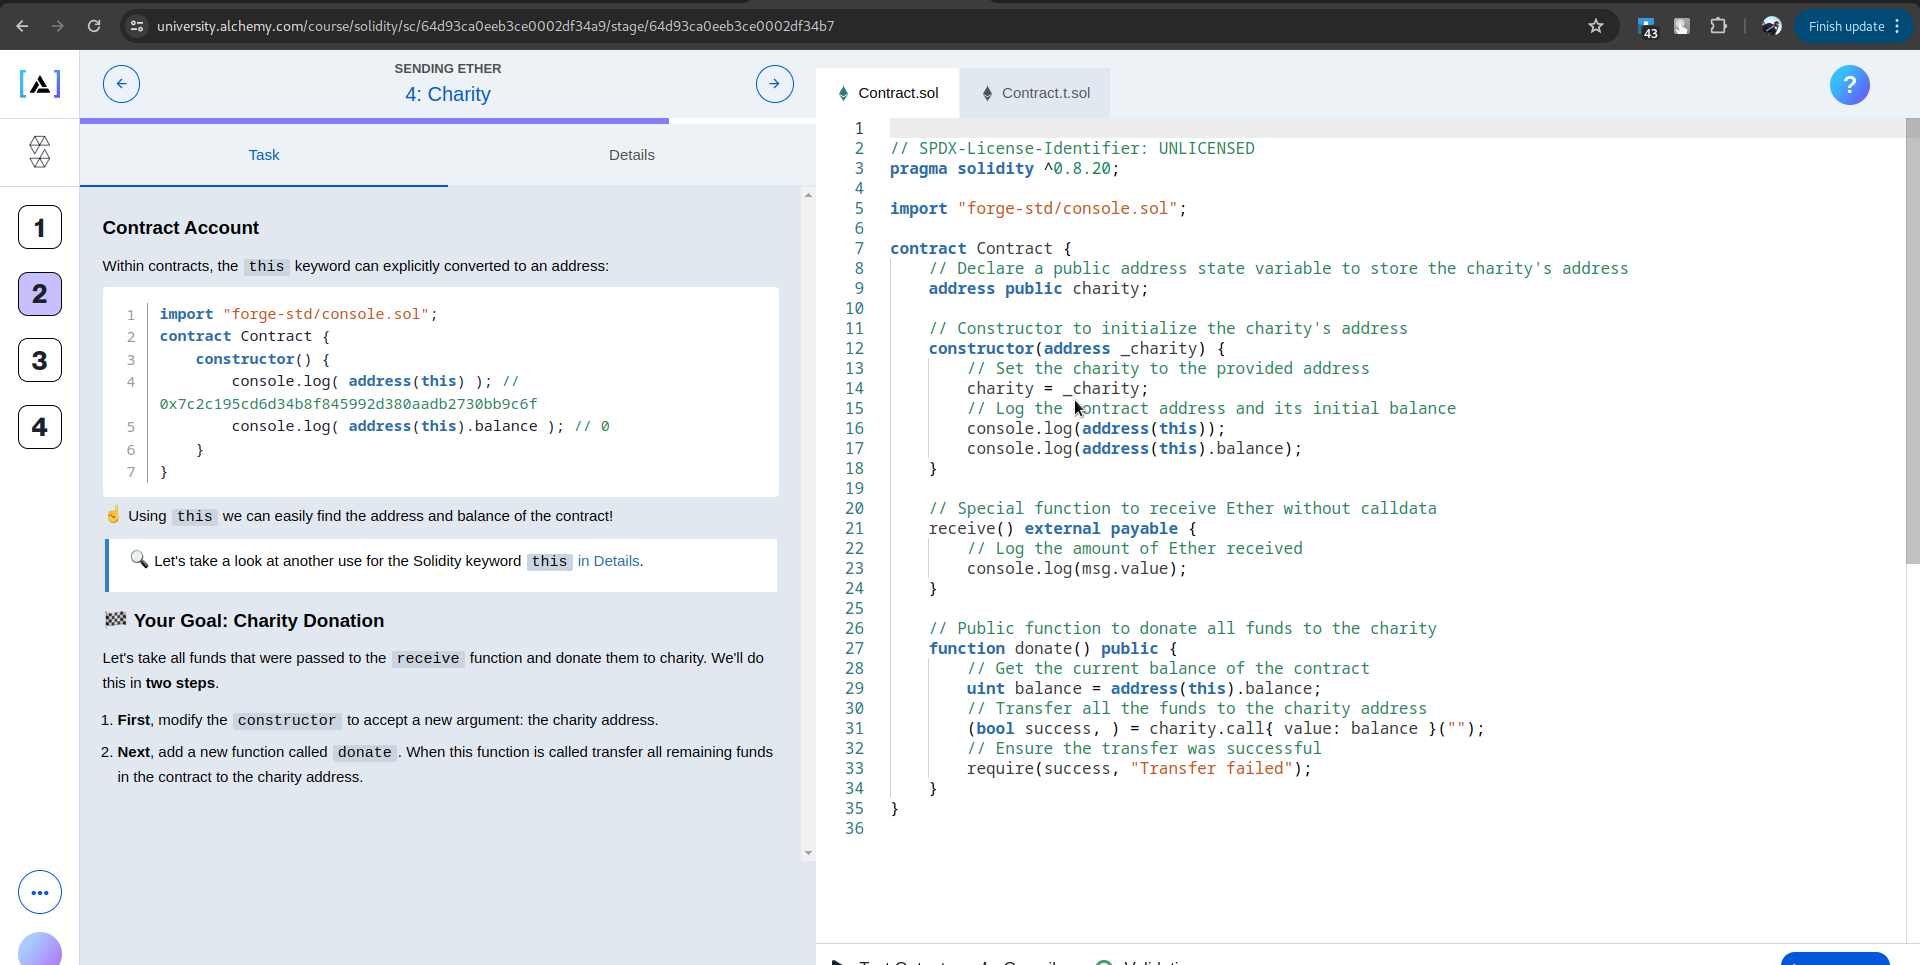 university.alchemy.com/course/solidity/sc/64d93ca0eeb3ce0002df34a9/stage/64d93ca0eeb3ce0002df34b7
43
Finish update
SENDING ETHER
4: Charity
Task
Details
1
2
3
4
Contract Account
Within contracts, the this keyword can explicitly converted to an address:
1 import "forge-std/console.sol";
2 contract Contract {
3 constructor() {
4 console.log( address(this) ); //
0x7c2c195cd6d34b8f845992d380aadb2730bb9c6f
5 console.log( address(this).balance ); // 0
6 }
7 }
☝ Using this we can easily find the address and balance of the contract!
🔍 Let's take a look at another use for the Solidity keyword this in Details.
🏁 Your Goal: Charity Donation
Let's take all funds that were passed to the receive function and donate them to charity. We'll do
this in two steps.
1. First, modify the constructor to accept a new argument: the charity address.
2. Next, add a new function called donate. When this function is called transfer all remaining funds
in the contract to the charity address.
Contract.sol
Contract.t.sol
?
1
2 // SPDX-License-Identifier: UNLICENSED
3 pragma solidity ^0.8.20;
4
5 import "forge-std/console.sol";
6
7 contract Contract {
8 // Declare a public address state variable to store the charity's address
9 address public charity;
10
11 // Constructor to initialize the charity's address
12 constructor(address _charity) {
13 // Set the charity to the provided address
14 charity = _charity;
15 // Log the contract address and its initial balance
16 console.log(address(this));
17 console.log(address(this).balance);
18 }
19
20 // Special function to receive Ether without calldata
21 receive() external payable {
22 // Log the amount of Ether received
23 console.log(msg.value);
24 }
25
26 // Public function to donate all funds to the charity
27 function donate() public {
28 // Get the current balance of the contract
29 uint balance = address(this).balance;
30 // Transfer all the funds to the charity address
31 (bool success, ) = charity.call{ value: balance }("");
32 // Ensure the transfer was successful
33 require(success, "Transfer failed");
34 }
35 }
36